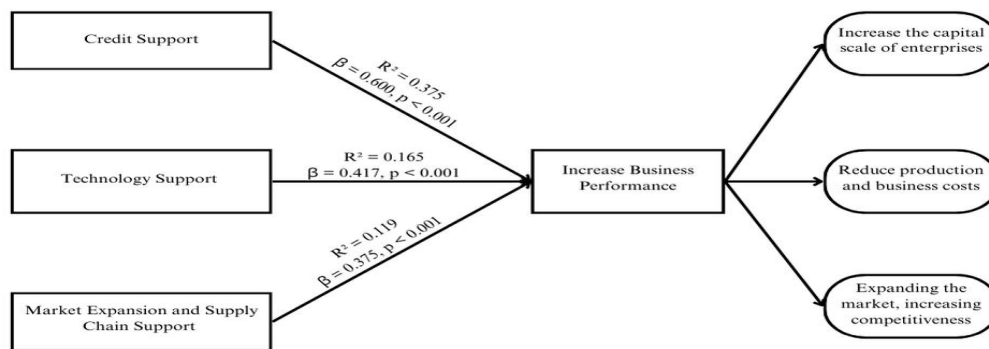 Credit Support
R² = 0.375
β = 0.600, p < 0.001
Technology Support
R² = 0.165
β = 0.417, p < 0.001
Market Expansion and Supply
Chain Support
R² = 0.119
β = 0.375, p < 0.001
Increase Business
Performance
Increase the capital
scale of enterprises
Reduce production
and business costs
Expanding the
market, increasing
competitiveness